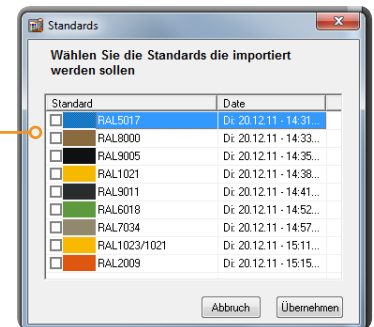 Standards
Wählen Sie die Standards die importiert
werden sollen
Standard Date
RAL5017 Di: 20.12.11 - 14:31...
RAL8000 Di: 20.12.11 - 14:33...
RAL9005 Di: 20.12.11 - 14:35...
RAL1021 Di: 20.12.11 - 14:38...
RAL9011 Di: 20.12.11 - 14:41...
RAL6018 Di: 20.12.11 - 14:52...
RAL7034 Di: 20.12.11 - 14:57...
RAL1023/1021 Di: 20.12.11 - 15:11...
RAL2009 Di: 20.12.11 - 15:15...
Abbruch Übernehmen